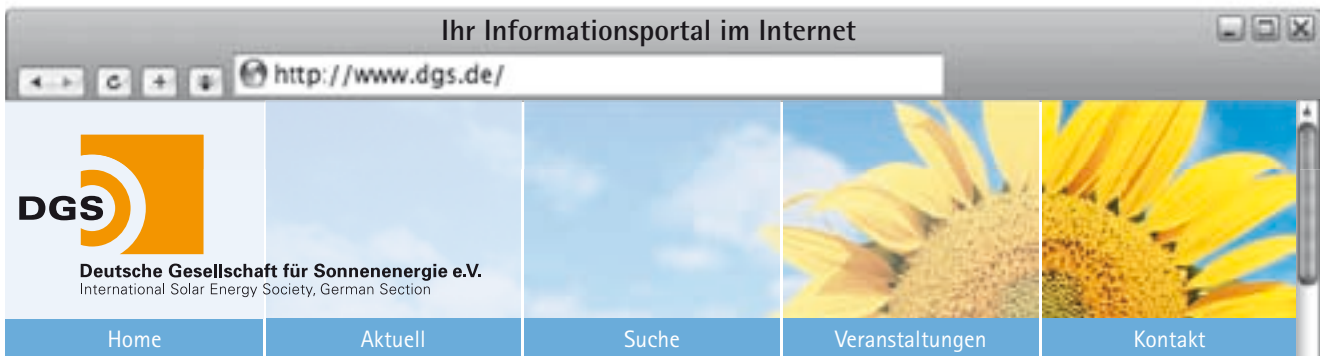 Ihr Informationsportal im Internet
http://www.dgs.de/
DGS
Deutsche Gesellschaft für Sonnenenergie e.V.
International Solar Energy Society, German Section
Home Aktuell Suche Veranstaltungen Kontakt